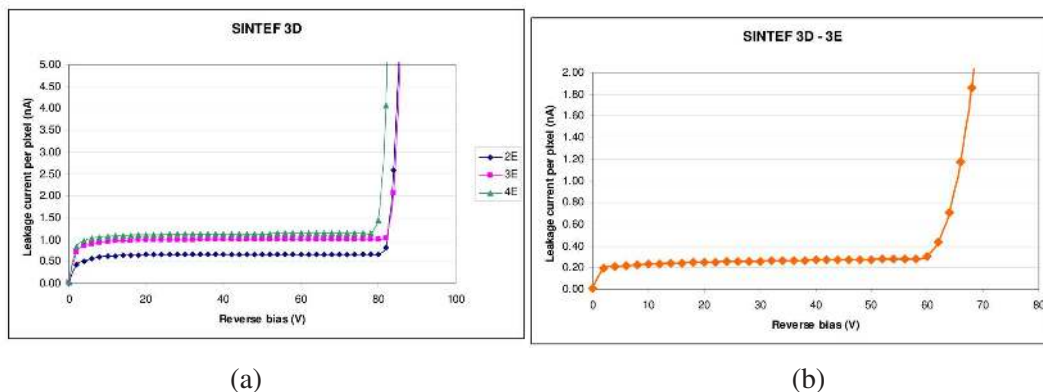 SINTEF 3D
Leakage current per pixel (nA)
5.00
4.50
4.00
3.50
3.00
2.50
2.00
1.50
1.00
0.50
0.00
0 20 40 60 80 100
Reverse bias (V)
2E
3E
4E
(a)
SINTEF 3D - 3E
Leakage current per pixel (nA)
2.00
1.80
1.60
1.40
1.20
1.00
0.80
0.60
0.40
0.20
0.00
0 10 20 30 40 50 60 70 80
Reverse bias (V)
(b)